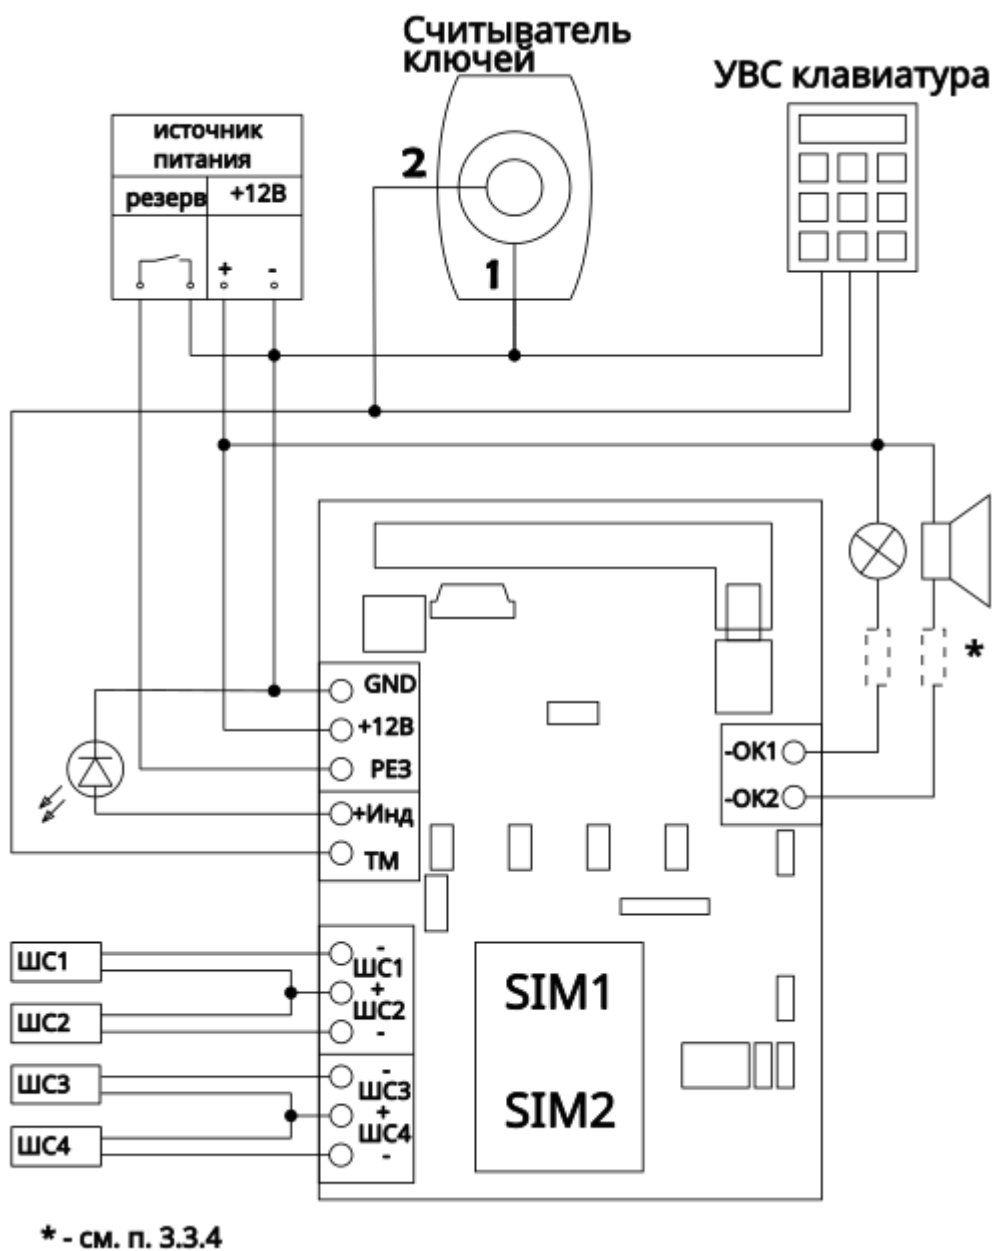 Считыватель
ключей
УВС клавиатура
источник
питания
резерв
+12В
+
-
2
1
*
GND
+12В
РЕЗ
+Инд
ТМ
-ОК1
-ОК2
ШС1
ШС2
ШС3
ШС4
-
ШС1
+
ШС2
-
-
ШС3
+
ШС4
-
SIM1
SIM2
* - см. п. 3.3.4